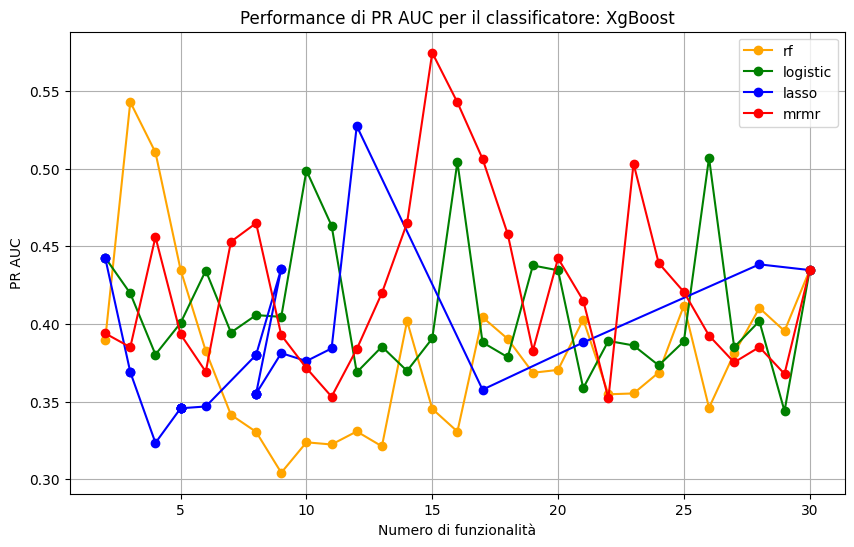 Performance di PR AUC per il classificatore: XgBoost
rf
logistic
lasso
mrmr
PR AUC
0.55
0.50
0.45
0.40
0.35
0.30
5 10 15 20 25 30
Numero di funzionalità